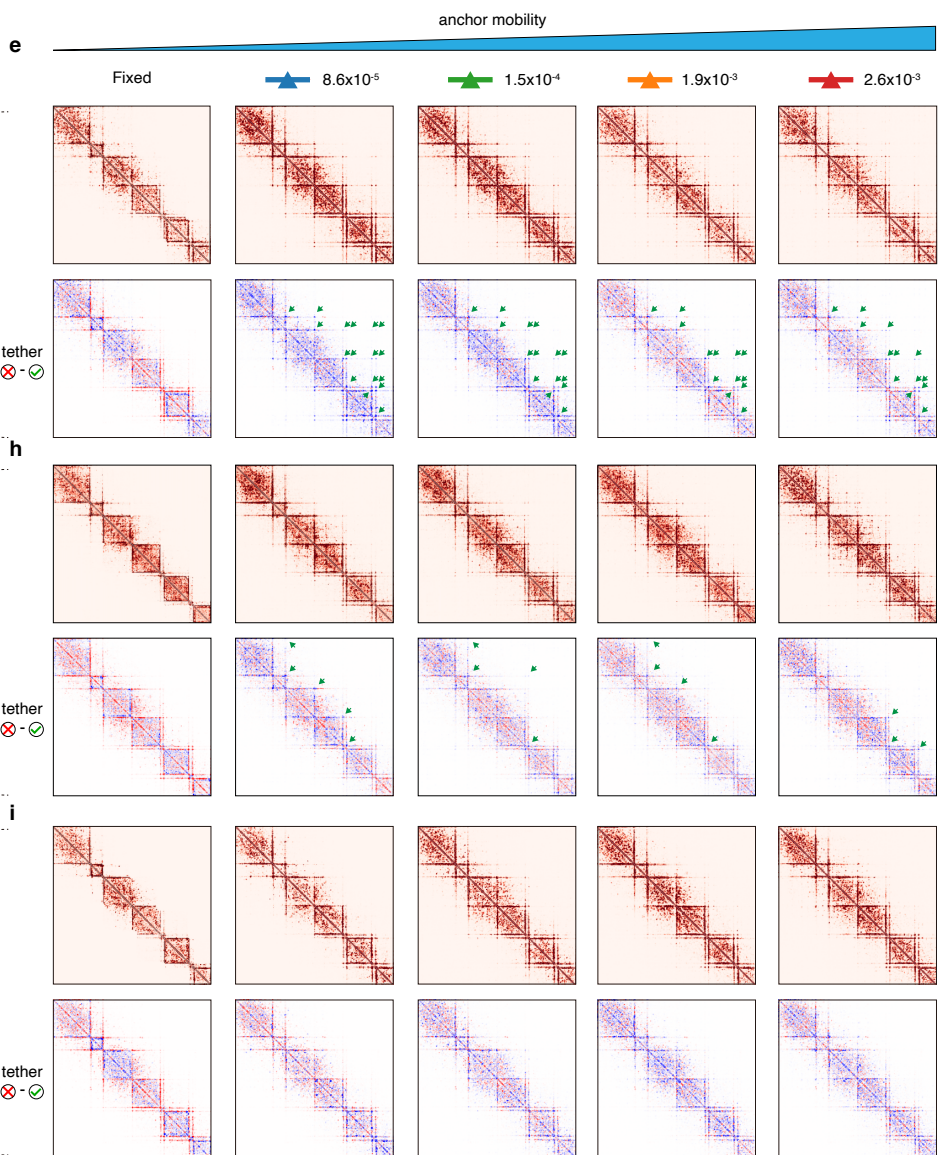 anchor mobility
e
Fixed
8.6x10⁻⁵
1.5x10⁻⁴
1.9x10⁻³
2.6x10⁻³
tether
-
h
tether
-
i
tether
-